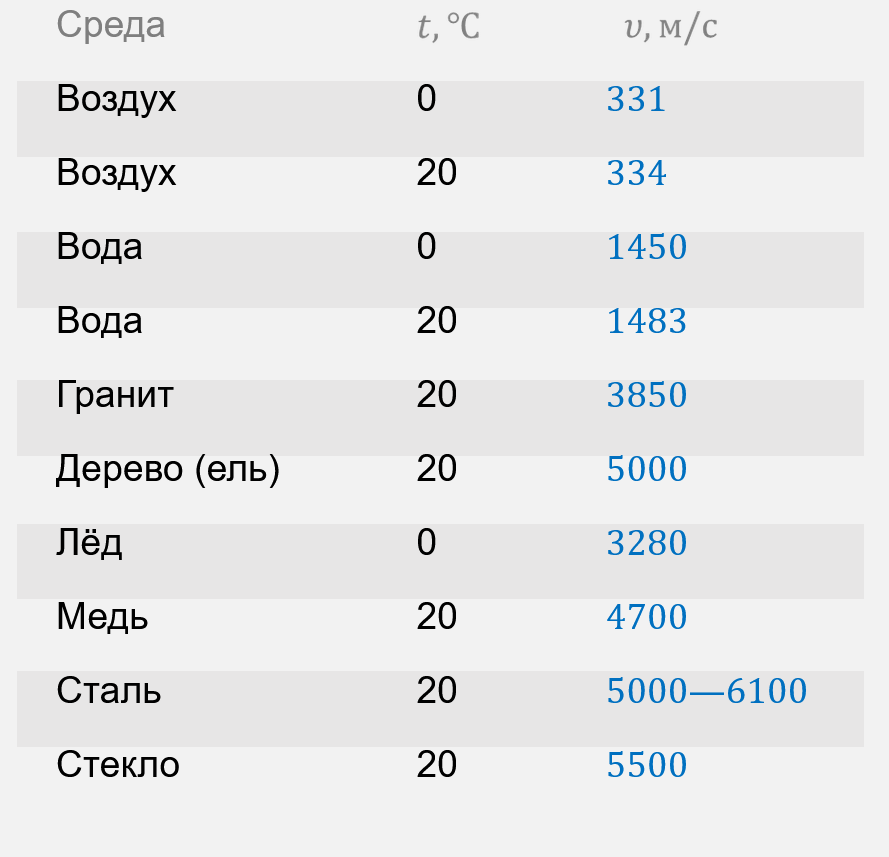 Среда t, °C υ, м/с
Воздух 0 331
Воздух 20 334
Вода 0 1450
Вода 20 1483
Гранит 20 3850
Дерево (ель) 20 5000
Лёд 0 3280
Медь 20 4700
Сталь 20 5000—6100
Стекло 20 5500